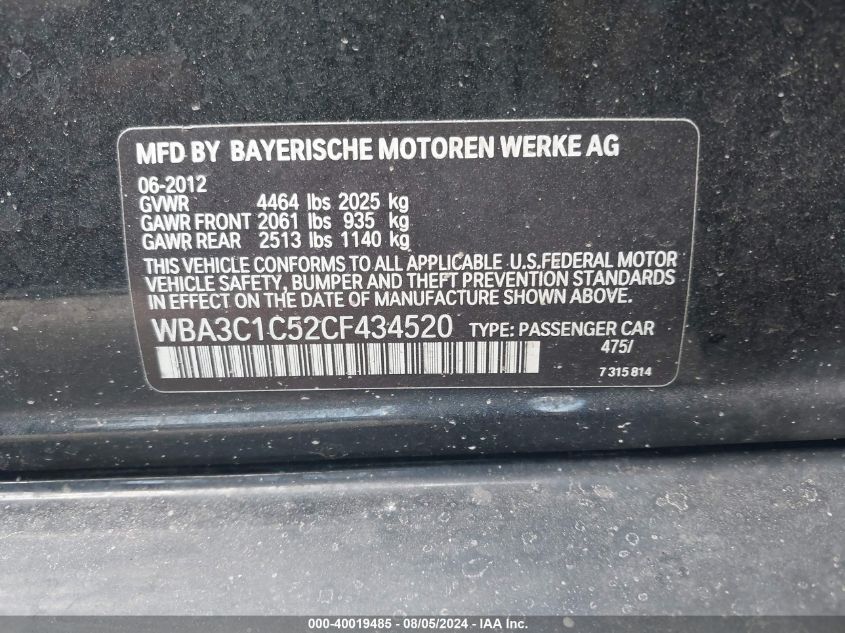 MFD BY BAYERISCHE MOTOREN WERKE AG
06-2012
GVWR 4464 lbs 2025 kg
GAWR FRONT 2061 lbs 935 kg
GAWR REAR 2513 lbs 1140 kg
THIS VEHICLE CONFORMS TO ALL APPLICABLE U.S.FEDERAL MOTOR
VEHICLE SAFETY, BUMPER AND THEFT PREVENTION STANDARDS
IN EFFECT ON THE DATE OF MANUFACTURE SHOWN ABOVE.
WBA3C1C52CF434520 TYPE: PASSENGER CAR
475/
7 315 814
000-40019485 - 08/05/2024 - IAA Inc.